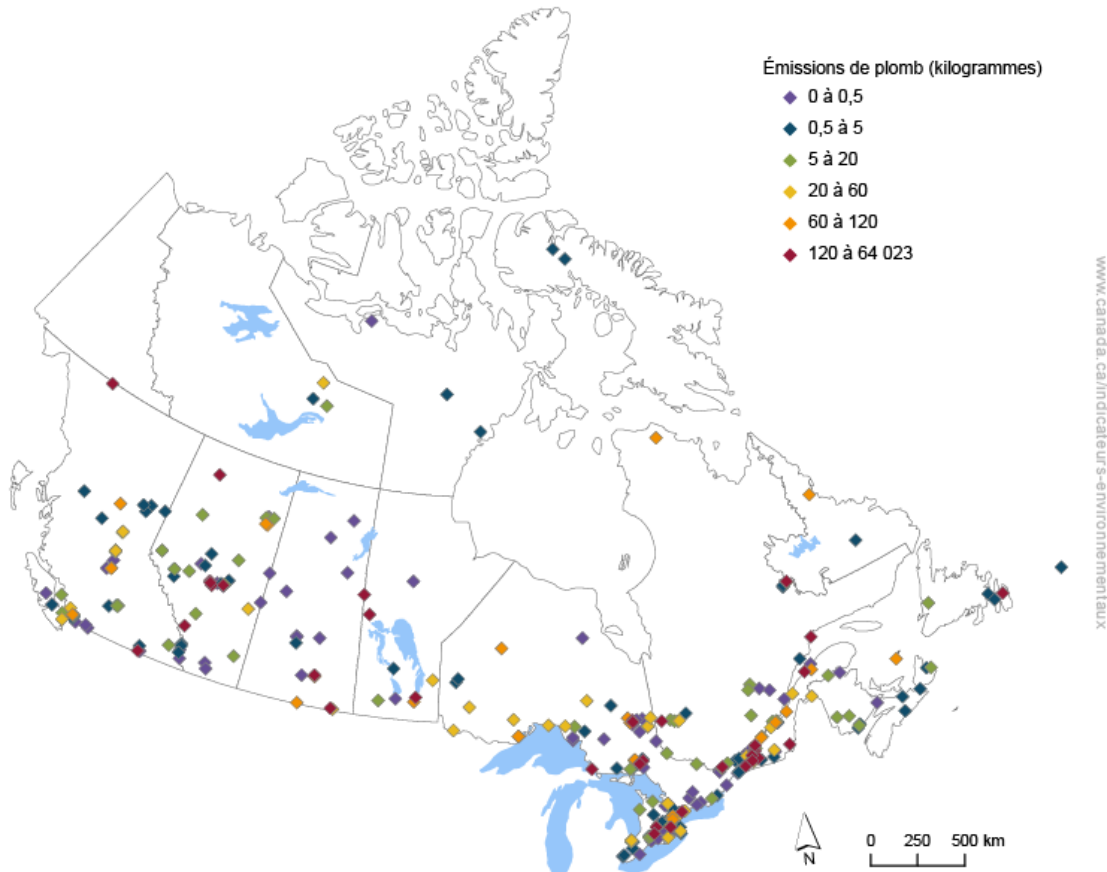 Émissions de plomb (kilogrammes)
0 à 0,5
0,5 à 5
5 à 20
20 à 60
60 à 120
120 à 64 023
www.canada.ca/indicateurs-environnementaux
N
0 250 500 km